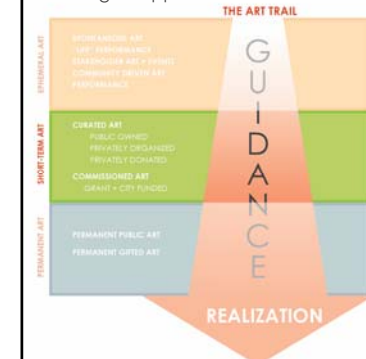 THE ART TRAIL
EPHEMERAL ART
SPONTANEOUS ART
"LIFE" PERFORMANCE
STAKEHOLDER ART + EVENTS
COMMUNITY DRIVEN ART
PERFORMANCE
SHORT-TERM ART
CURATED ART
PUBLIC OWNED
PRIVATELY ORGANIZED
PRIVATELY DONATED
COMMISSIONED ART
GRANT + CITY FUNDED
PERMANENT ART
PERMANENT PUBLIC ART
PERMANENT GIFTED ART
GUIDANCE
REALIZATION